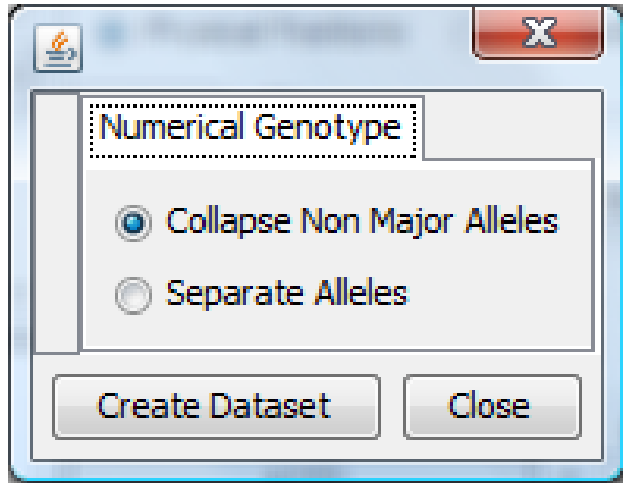 Numerical Genotype
Collapse Non Major Alleles
Separate Alleles
Create Dataset
Close